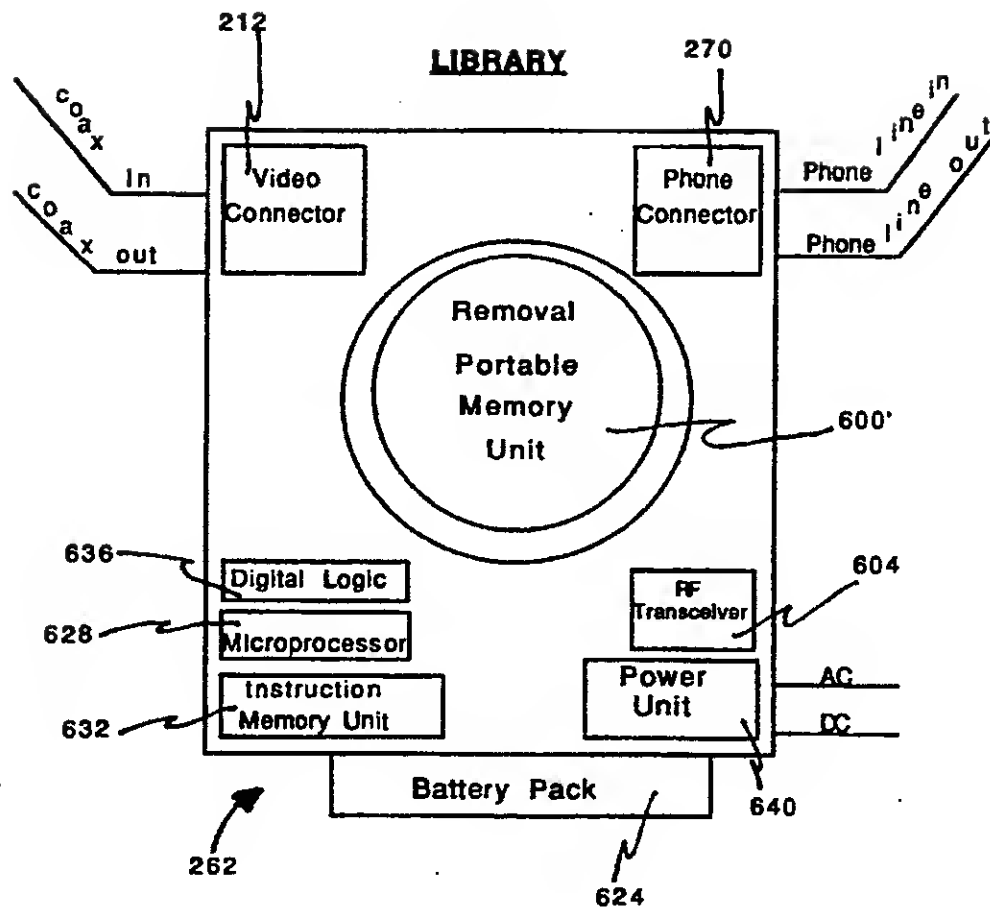 212
LIBRARY
270
coax In
coax out
Phone line in
Phone line out
Video
Connector
Phone
Connector
Removal
Portable
Memory
Unit
600'
636
Digital Logic
628
Microprocessor
632
Instruction
Memory Unit
RF
Transceiver
604
Power
Unit
AC
DC
640
Battery Pack
262
624